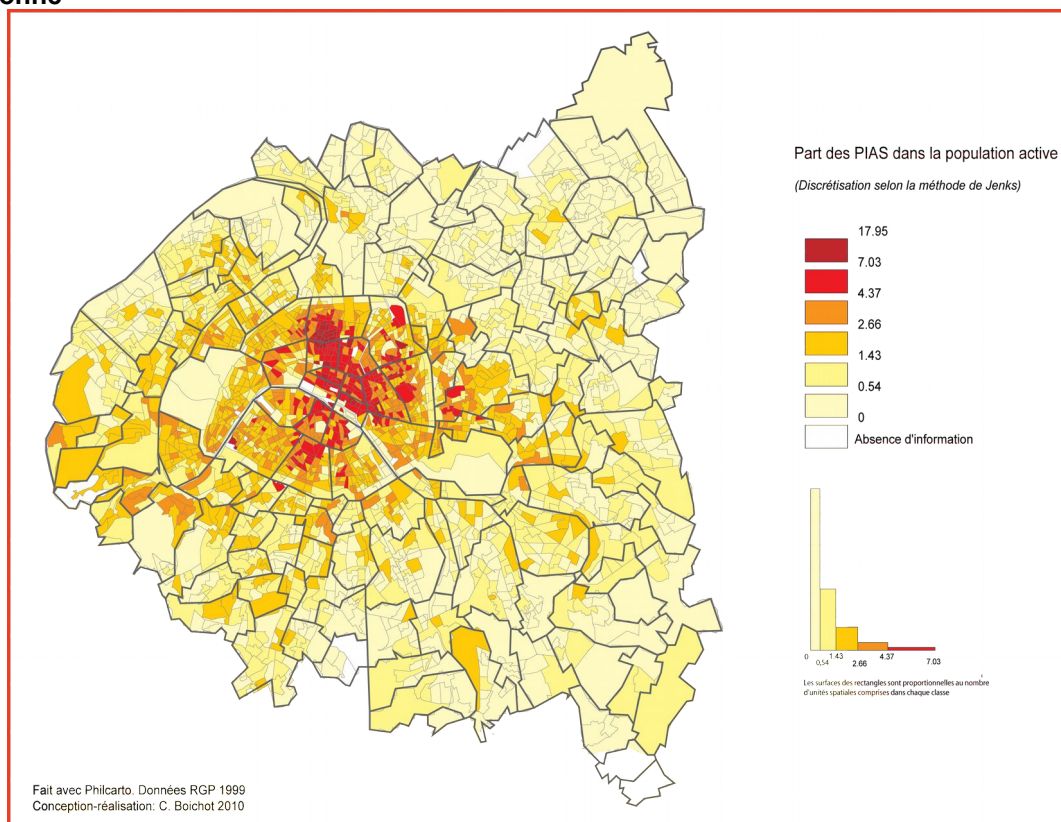 Part des PIAS dans la population active
(Discrétisation selon la méthode de Jenks)
17.95
7.03
4.37
2.66
1.43
0.54
0
Absence d'information
0
0,54
1.43
2.66
4.37
7.03
Les surfaces des rectangles sont proportionnelles au nombre
d'unités spatiales comprises dans chaque classe
Fait avec Philcarto. Données RGP 1999
Conception-réalisation: C. Boichot 2010